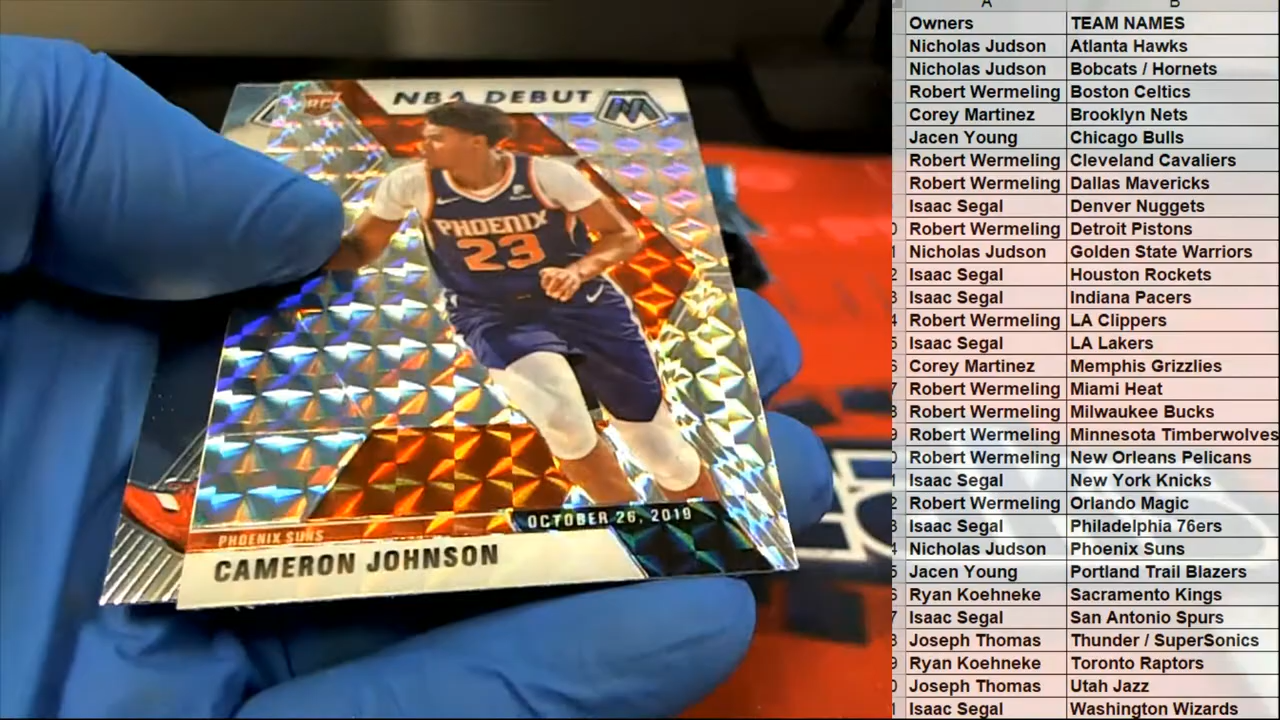 NBA DEBUT
RC
M
PHOENIX
23
OCTOBER 26, 2019
PHOENIX SUNS
CAMERON JOHNSON
A B
Owners TEAM NAMES
Nicholas Judson Atlanta Hawks
Nicholas Judson Bobcats / Hornets
Robert Wermeling Boston Celtics
Corey Martinez Brooklyn Nets
Jacen Young Chicago Bulls
Robert Wermeling Cleveland Cavaliers
Robert Wermeling Dallas Mavericks
Isaac Segal Denver Nuggets
Robert Wermeling Detroit Pistons
Nicholas Judson Golden State Warriors
Isaac Segal Houston Rockets
Isaac Segal Indiana Pacers
Robert Wermeling LA Clippers
Isaac Segal LA Lakers
Corey Martinez Memphis Grizzlies
Robert Wermeling Miami Heat
Robert Wermeling Milwaukee Bucks
Robert Wermeling Minnesota Timberwolves
Robert Wermeling New Orleans Pelicans
Isaac Segal New York Knicks
Robert Wermeling Orlando Magic
Isaac Segal Philadelphia 76ers
Nicholas Judson Phoenix Suns
Jacen Young Portland Trail Blazers
Ryan Koehneke Sacramento Kings
Isaac Segal San Antonio Spurs
Joseph Thomas Thunder / SuperSonics
Ryan Koehneke Toronto Raptors
Joseph Thomas Utah Jazz
Isaac Segal Washington Wizards